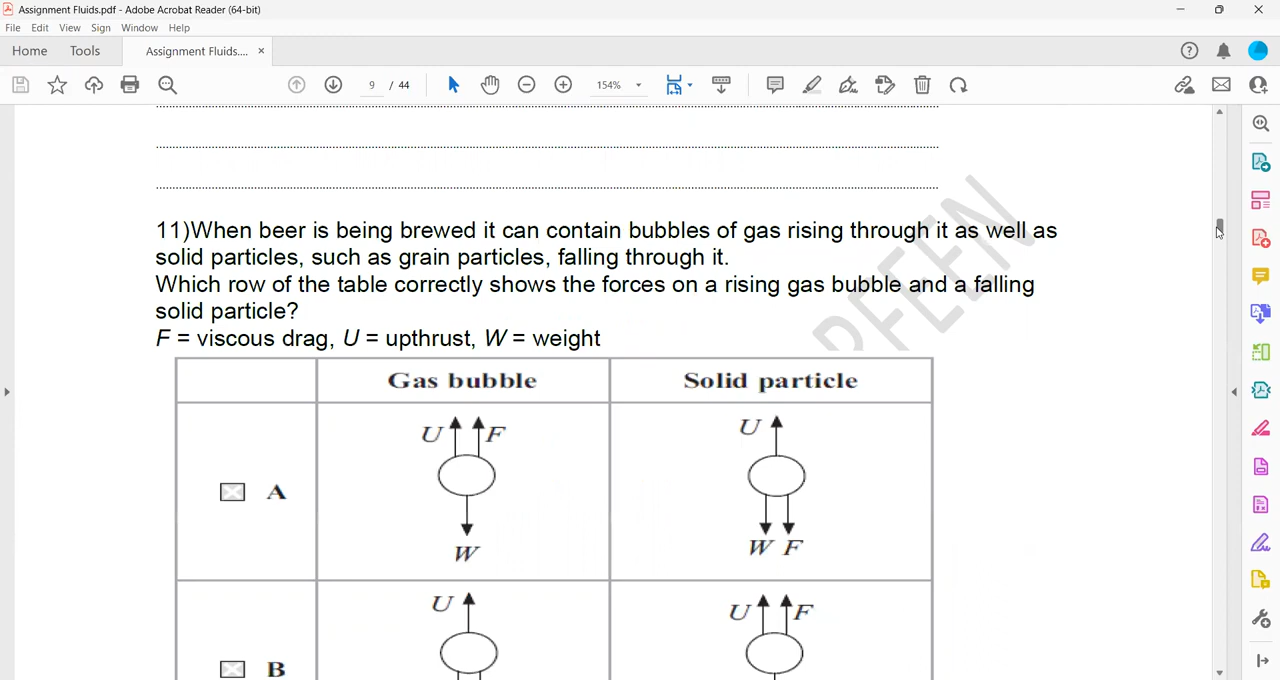 Assignment Fluids.pdf - Adobe Acrobat Reader (64-bit)
File Edit View Sign Window Help
Home Tools Assignment Fluids.... ×
9 / 44 154%
11)When beer is being brewed it can contain bubbles of gas rising through it as well as
solid particles, such as grain particles, falling through it.
Which row of the table correctly shows the forces on a rising gas bubble and a falling
solid particle?
F = viscous drag, U = upthrust, W = weight
Gas bubble Solid particle
U F U
A
W W F
U U F
B